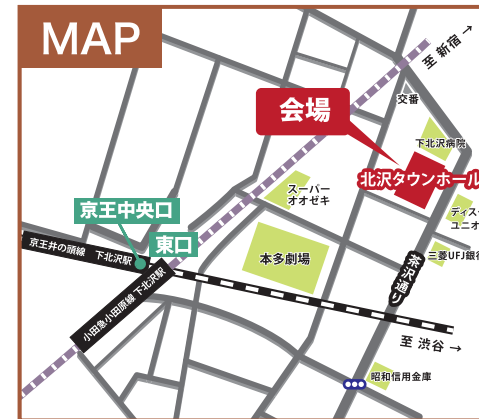 MAP
至 新宿 →
交番
会場
下北沢病院
北沢タウンホール
スーパー
オオゼキ
ディス
ユニオ
京王中央口
東口
本多劇場
三菱UFJ銀行
京王井の頭線 下北沢駅
茶沢通り
小田急小田原線 下北沢駅
至 渋谷 →
昭和信用金庫